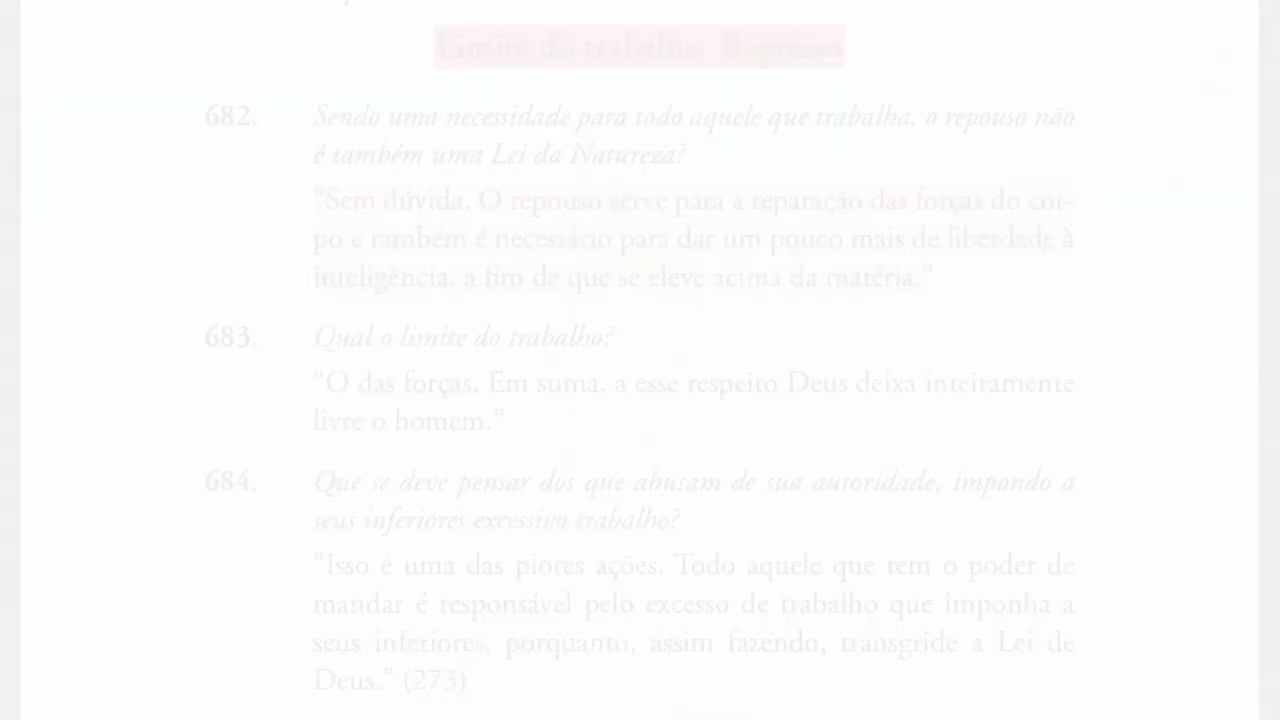 Limite do trabalho. Repouso
682. Sendo uma necessidade para todo aquele que trabalha, o repouso não
é também uma Lei da Natureza?
“Sem dúvida. O repouso serve para a reparação das forças do cor-
po e também é necessário para dar um pouco mais de liberdade à
inteligência, a fim de que se eleve acima da matéria.”
683. Qual o limite do trabalho?
“O das forças. Em suma, a esse respeito Deus deixa inteiramente
livre o homem.”
684. Que se deve pensar dos que abusam de sua autoridade, impondo a
seus inferiores excessivo trabalho?
“Isso é uma das piores ações. Todo aquele que tem o poder de
mandar é responsável pelo excesso de trabalho que imponha a
seus inferiores, porquanto, assim fazendo, transgride a Lei de
Deus.” (273)